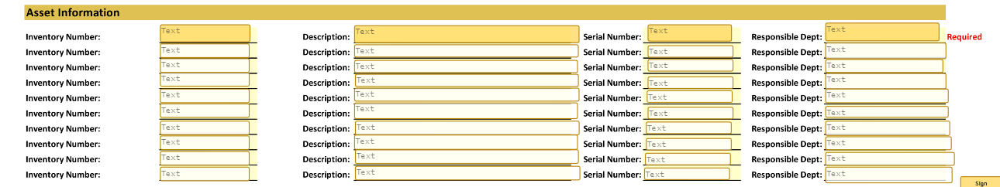 Asset Information
Inventory Number: Text Description: Text Serial Number: Text Responsible Dept: Text Required
Inventory Number: Text Description: Text Serial Number: Text Responsible Dept: Text
Inventory Number: Text Description: Text Serial Number: Text Responsible Dept: Text
Inventory Number: Text Description: Text Serial Number: Text Responsible Dept: Text
Inventory Number: Text Description: Text Serial Number: Text Responsible Dept: Text
Inventory Number: Text Description: Text Serial Number: Text Responsible Dept: Text
Inventory Number: Text Description: Text Serial Number: Text Responsible Dept: Text
Inventory Number: Text Description: Text Serial Number: Text Responsible Dept: Text
Inventory Number: Text Description: Text Serial Number: Text Responsible Dept: Text
Inventory Number: Text Description: Text Serial Number: Text Responsible Dept: Text
Sign